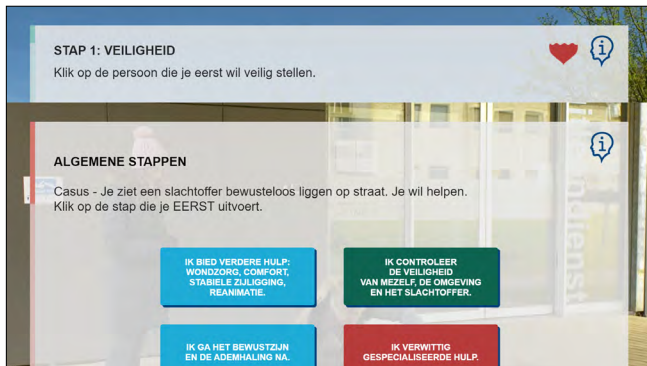 STAP 1: VEILIGHEID
Klik op de persoon die je eerst wil veilig stellen.
ALGEMENE STAPPEN
Casus - Je ziet een slachtoffer bewusteloos liggen op straat. Je wil helpen.
Klik op de stap die je EERST uitvoert.
IK BIED VERDERE HULP:
WONDZORG, COMFORT,
STABIELE ZIJLIGGING,
REANIMATIE.
IK CONTROLEER
DE VEILIGHEID
VAN MEZELF, DE OMGEVING
EN HET SLACHTOFFER.
IK GA HET BEWUSTZIJN
EN DE ADEMHALING NA.
IK VERWITTIG
GESPECIALISEERDE HULP.